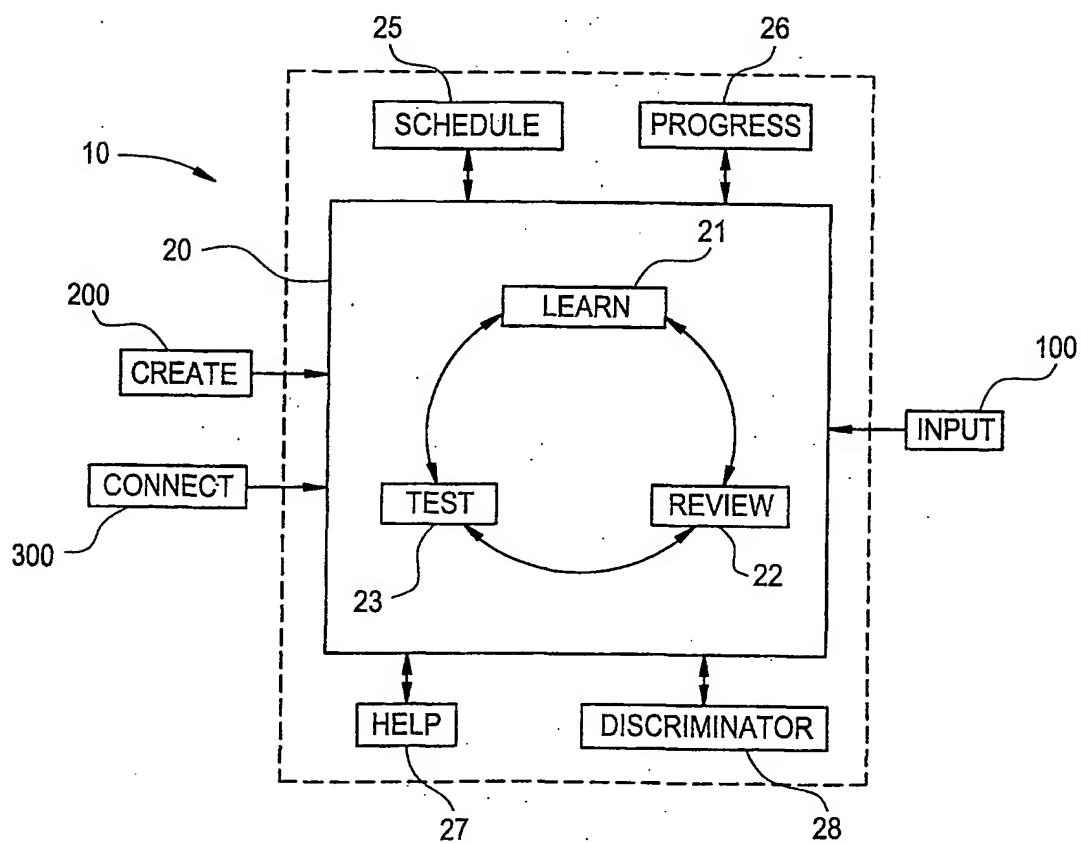 25
26
SCHEDULE
PROGRESS
10
20
21
200
LEARN
CREATE
100
INPUT
CONNECT
TEST
REVIEW
300
23
22
HELP
DISCRIMINATOR
27
28